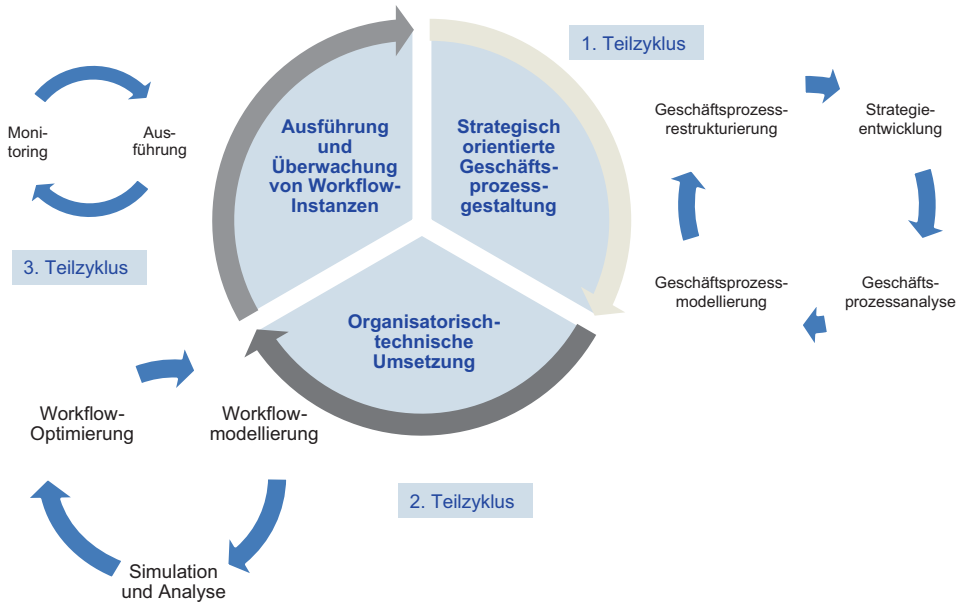 1. Teilzyklus
Geschäftsprozess-
restrukturierung
Strategie-
entwicklung
Geschäfts-
prozessanalyse
Geschäftsprozess-
modellierung
Strategisch
orientierte
Geschäfts-
prozess-
gestaltung
Ausführung
und
Überwachung
von Workflow-
Instanzen
Organisatorisch-
technische
Umsetzung
Moni-
toring
Aus-
führung
3. Teilzyklus
Workflow-
Optimierung
Workflow-
modellierung
Simulation
und Analyse
2. Teilzyklus